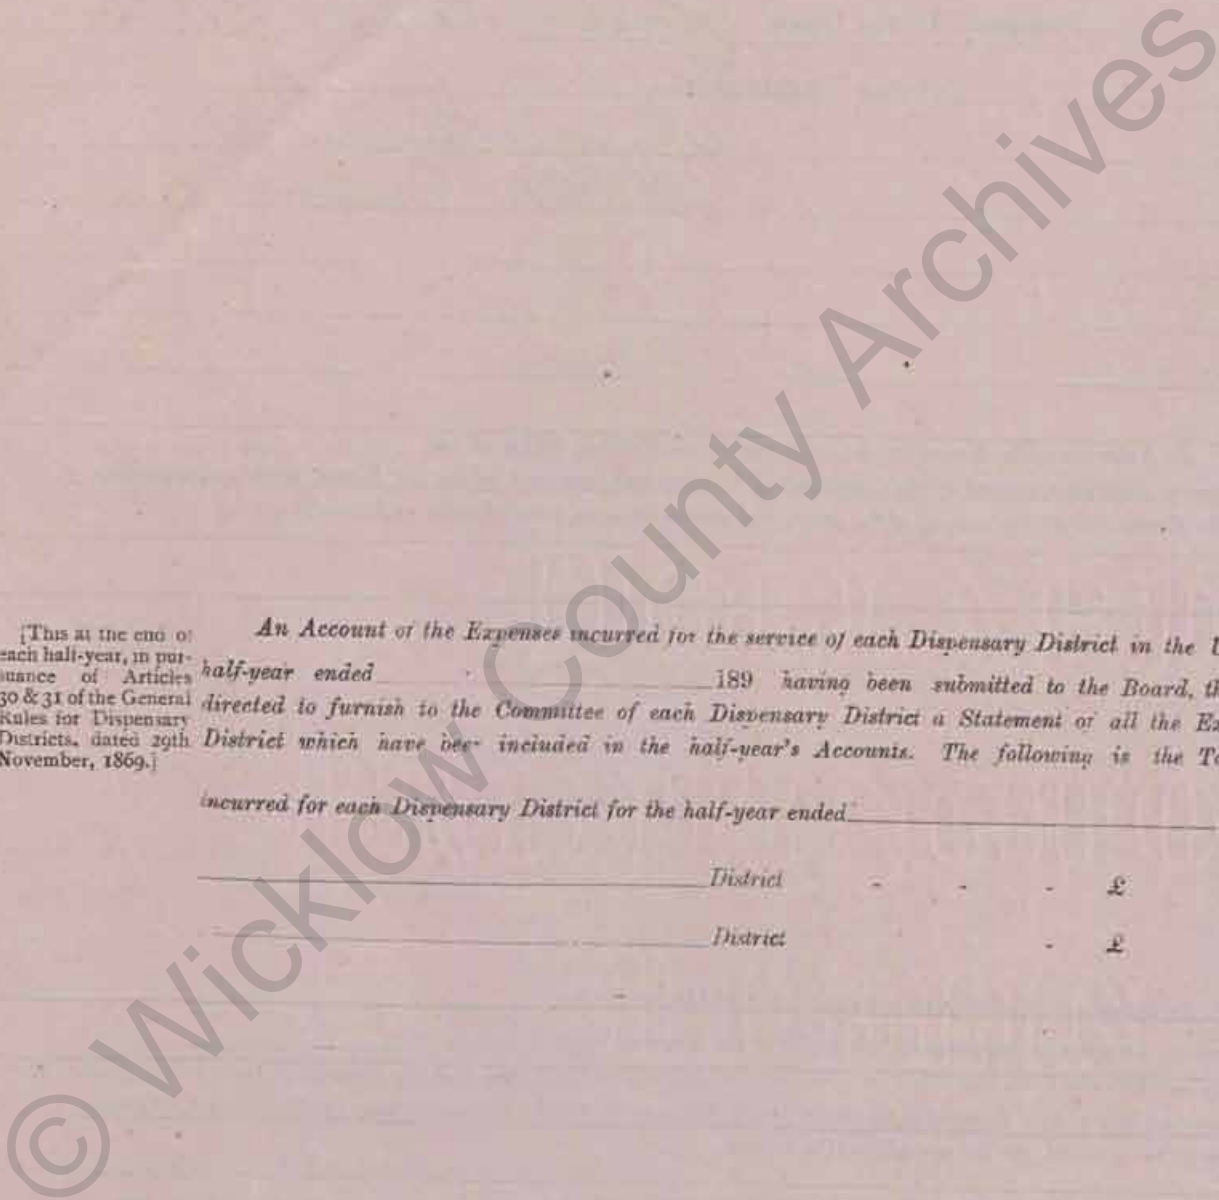 [This at the end of
each half-year, in pur-
suance of Articles
30 & 31 of the General
Rules for Dispensary
Districts, dated 29th
November, 1869.]
An Account of the Expenses incurred for the service of each Dispensary District in the
half-year ended 189 having been submitted to the Board,
directed to furnish to the Committee of each Dispensary District a Statement of all the
District which have been included in the half-year's Accounts. The following is the
incurred for each Dispensary District for the half-year ended
District - - - £
District - £
© Wicklow County Archives